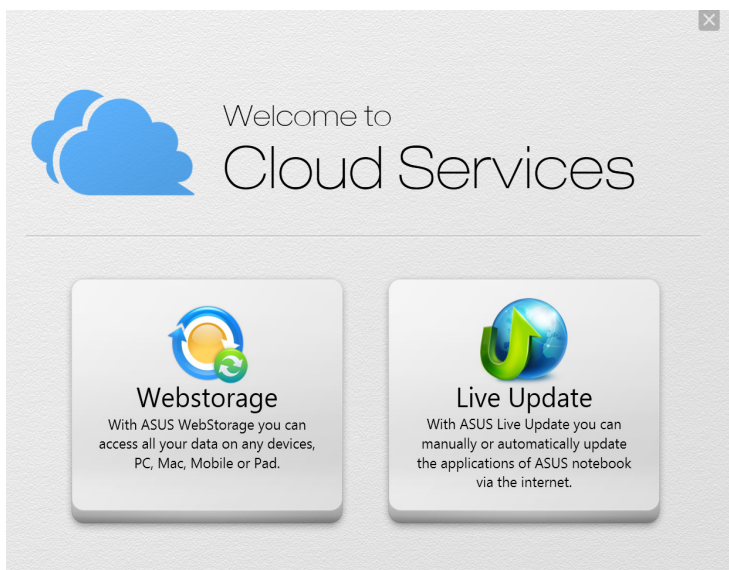 Welcome to
Cloud Services
Webstorage
With ASUS WebStorage you can
access all your data on any devices,
PC, Mac, Mobile or Pad.
Live Update
With ASUS Live Update you can
manually or automatically update
the applications of ASUS notebook
via the internet.